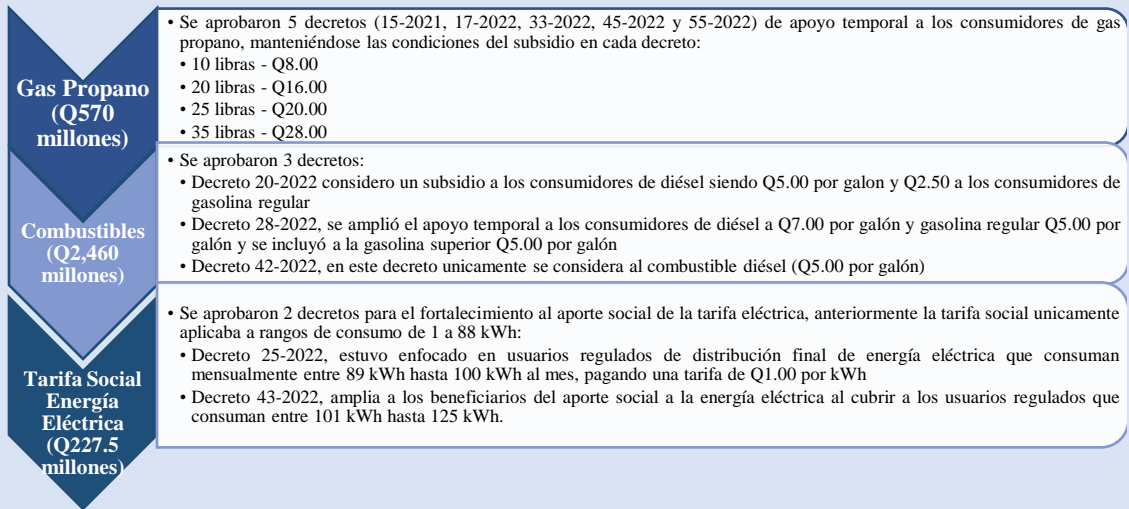 Gas Propano
(Q570
millones)
• Se aprobaron 5 decretos (15-2021, 17-2022, 33-2022, 45-2022 y 55-2022) de apoyo temporal a los consumidores de gas
propano, manteniéndose las condiciones del subsidio en cada decreto:
• 10 libras - Q8.00
• 20 libras - Q16.00
• 25 libras - Q20.00
• 35 libras - Q28.00
Combustibles
(Q2,460
millones)
• Se aprobaron 3 decretos:
• Decreto 20-2022 considero un subsidio a los consumidores de diésel siendo Q5.00 por galon y Q2.50 a los consumidores de
gasolina regular
• Decreto 28-2022, se amplió el apoyo temporal a los consumidores de diésel a Q7.00 por galón y gasolina regular Q5.00 por
galón y se incluyó a la gasolina superior Q5.00 por galón
• Decreto 42-2022, en este decreto unicamente se considera al combustible diésel (Q5.00 por galón)
Tarifa Social
Energía
Eléctrica
(Q227.5
millones)
• Se aprobaron 2 decretos para el fortalecimiento al aporte social de la tarifa eléctrica, anteriormente la tarifa social unicamente
aplicaba a rangos de consumo de 1 a 88 kWh:
• Decreto 25-2022, estuvo enfocado en usuarios regulados de distribución final de energía eléctrica que consuman
mensualmente entre 89 kWh hasta 100 kWh al mes, pagando una tarifa de Q1.00 por kWh
• Decreto 43-2022, amplia a los beneficiarios del aporte social a la energía eléctrica al cubrir a los usuarios regulados que
consuman entre 101 kWh hasta 125 kWh.